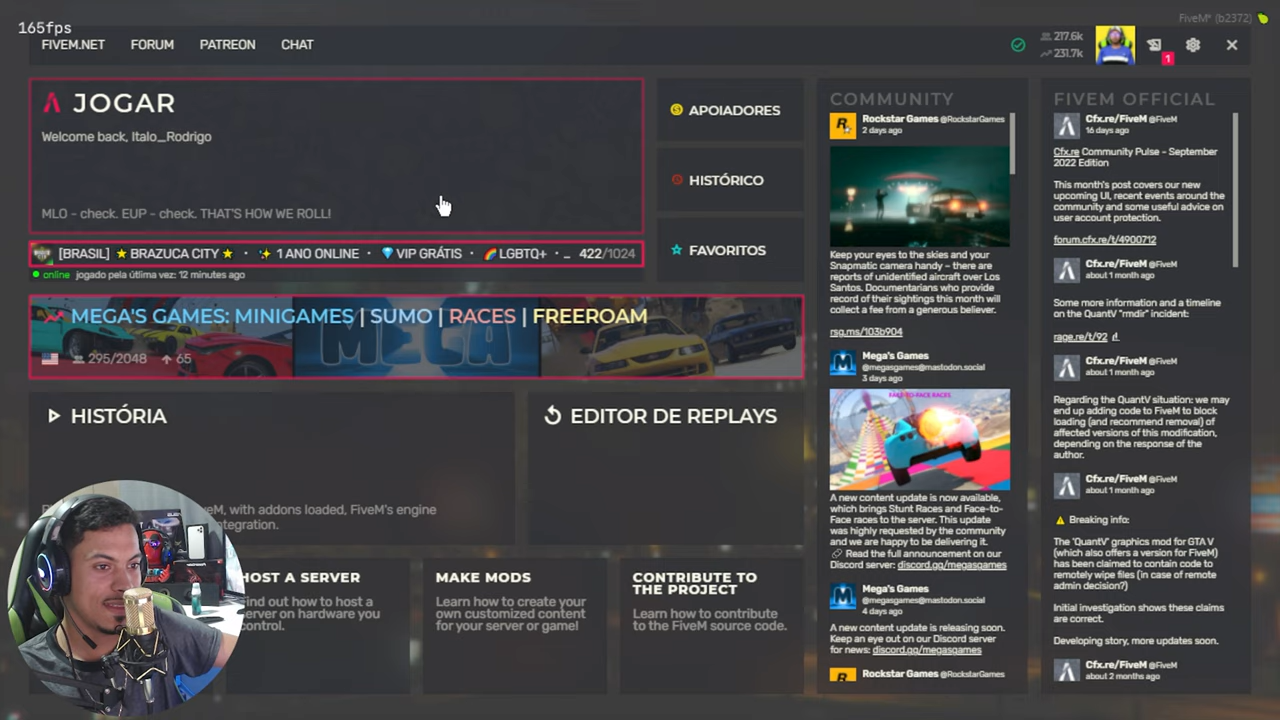 165fps
FiveM* (b2372)
FIVEM.NET
FORUM
PATREON
CHAT
217.6k
231.7k
1
JOGAR
Welcome back, Italo_Rodrigo
MLO - check. EUP - check. THAT'S HOW WE ROLL!
[BRASIL] ⭐ BRAZUCA CITY ⭐ · ✨ 1 ANO ONLINE · 💎 VIP GRÁTIS · 🌈 LGBTQ+ · … 422/1024
online jogado pela última vez: 12 minutes ago
APOIADORES
HISTÓRICO
FAVORITOS
MEGA'S GAMES: MINIGAMES | SUMO | RACES | FREEROAM
MEGA
295/2048 65
HISTÓRIA
eM, with addons loaded, FiveM's engine
ntegration.
EDITOR DE REPLAYS
HOST A SERVER
Find out how to host a
server on hardware you
control.
MAKE MODS
Learn how to create your
own customized content
for your server or game!
CONTRIBUTE TO
THE PROJECT
Learn how to contribute
to the FiveM source code.
COMMUNITY
Rockstar Games @RockstarGames
2 days ago
Keep your eyes to the skies and your
Snapmatic camera handy – there are
reports of unidentified aircraft over Los
Santos. Documentarians who provide
record of their sightings this month will
collect a fee from a generous believer.
rsg.ms/103b904
Mega's Games
@megasgames@mastodon.social
3 days ago
FACE-TO-FACE RACES
A new content update is now available,
which brings Stunt Races and Face-to-
Face races to the server. This update
was highly requested by the community
and we are happy to be delivering it.
🔗 Read the full announcement on our
Discord server: discord.gg/megasgames
Mega's Games
@megasgames@mastodon.social
4 days ago
A new content update is releasing soon.
Keep an eye out on our Discord server
for news: discord.gg/megasgames
Rockstar Games @RockstarGames
FIVEM OFFICIAL
Cfx.re/FiveM @FiveM
16 days ago
Cfx.re Community Pulse – September
2022 Edition
This month's post covers our new
upcoming UI, recent events around the
community and some useful advice on
user account protection.
forum.cfx.re/t/4900712
Cfx.re/FiveM @FiveM
about 1 month ago
Some more information and a timeline
on the QuantV "rmdir" incident:
rage.re/t/92
Cfx.re/FiveM @FiveM
about 1 month ago
Regarding the QuantV situation: we may
end up adding code to FiveM to block
loading (and recommend removal) of
affected versions of this modification,
depending on the response of the
author.
Cfx.re/FiveM @FiveM
about 1 month ago
⚠ Breaking info:
The 'QuantV' graphics mod for GTA V
(which also offers a version for FiveM)
has been claimed to contain code to
remotely wipe files (in case of remote
admin decision?)
Initial investigation shows these claims
are correct.
Developing story, more updates soon.
Cfx.re/FiveM @FiveM
about 2 months ago